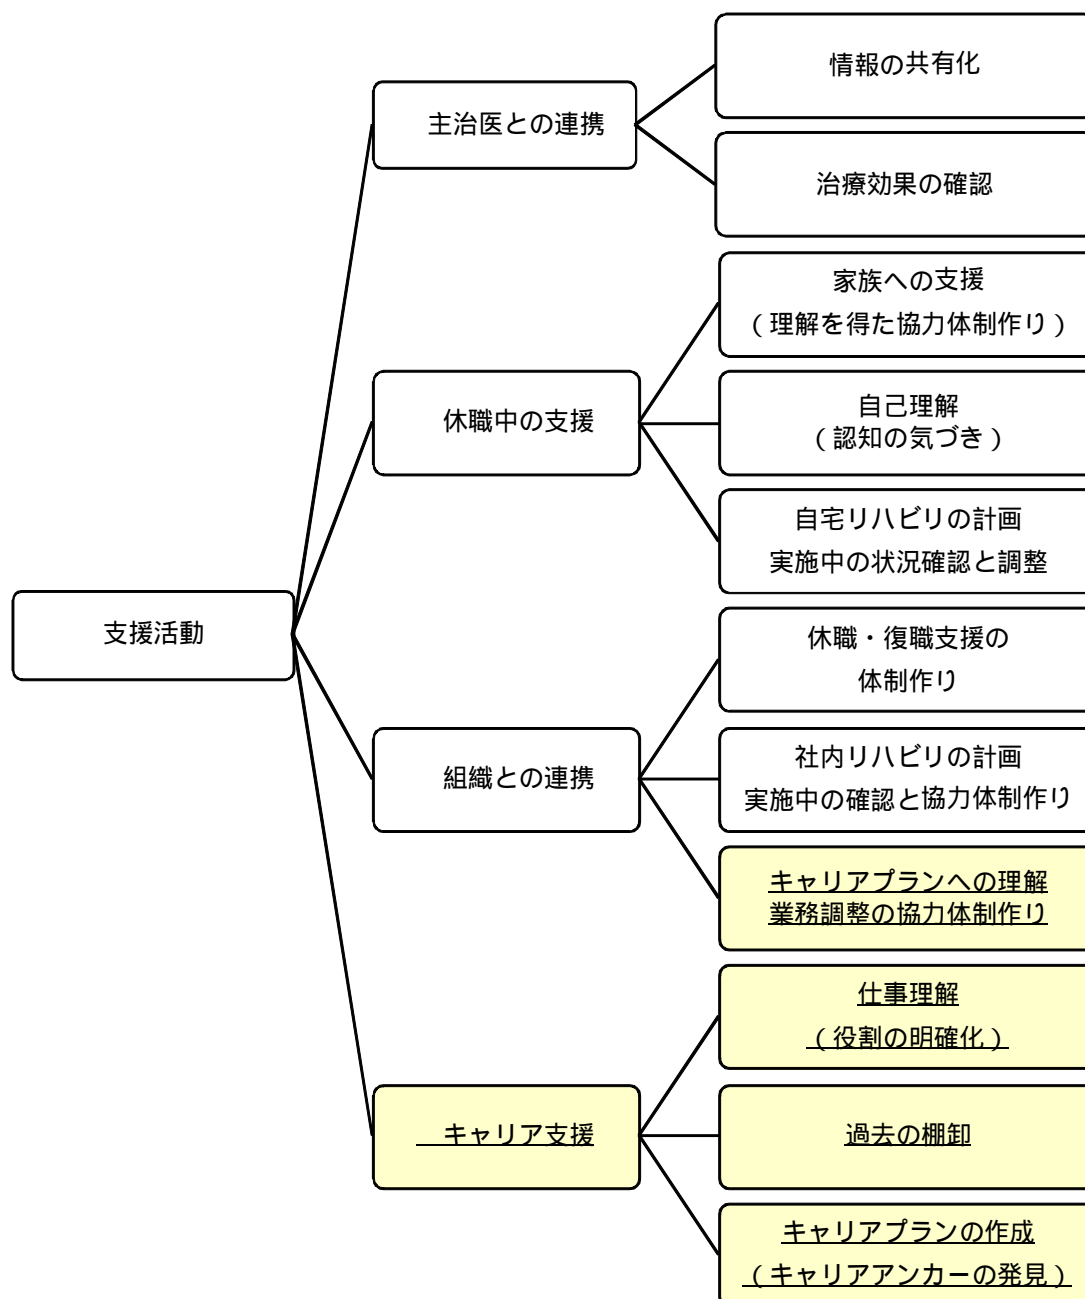 支援活動
主治医との連携
情報の共有化
治療効果の確認
休職中の支援
家族への支援
(理解を得た協力体制作り)
自己理解
(認知の気づき)
自宅リハビリの計画
実施中の状況確認と調整
組織との連携
休職・復職支援の
体制作り
社内リハビリの計画
実施中の確認と協力体制作り
キャリアプランへの理解
業務調整の協力体制作り
キャリア支援
仕事理解
(役割の明確化)
過去の棚卸
キャリアプランの作成
(キャリアアンカーの発見)